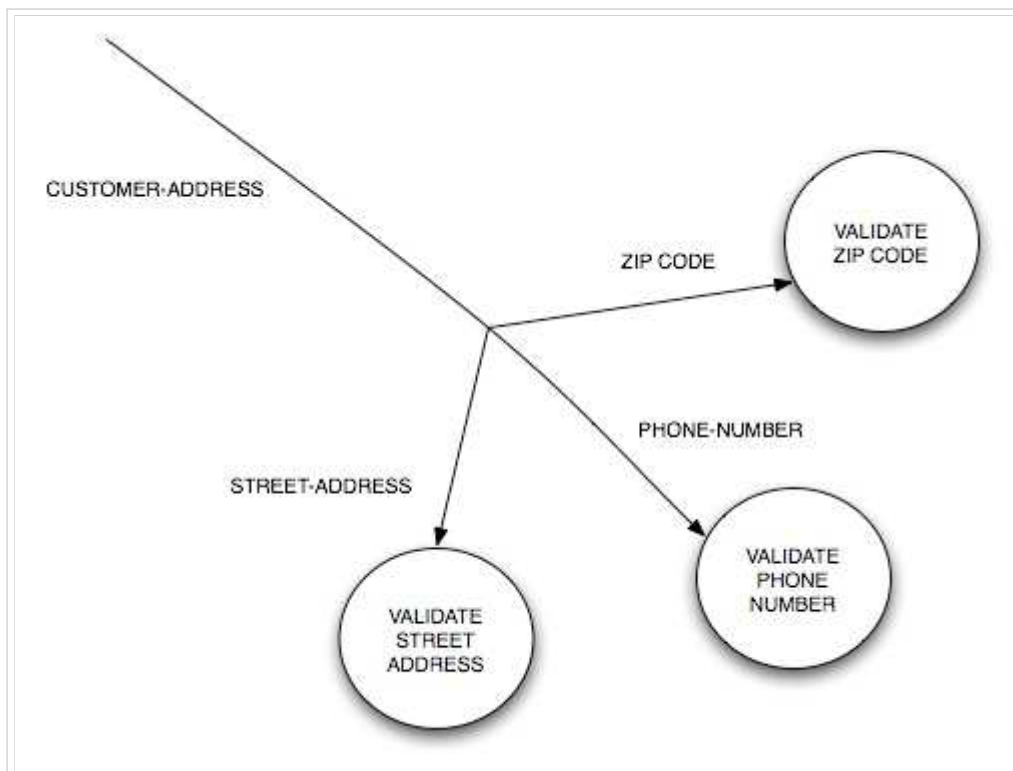 CUSTOMER-ADDRESS
VALIDATE
ZIP CODE
ZIP CODE
PHONE-NUMBER
STREET-ADDRESS
VALIDATE
PHONE
NUMBER
VALIDATE
STREET
ADDRESS